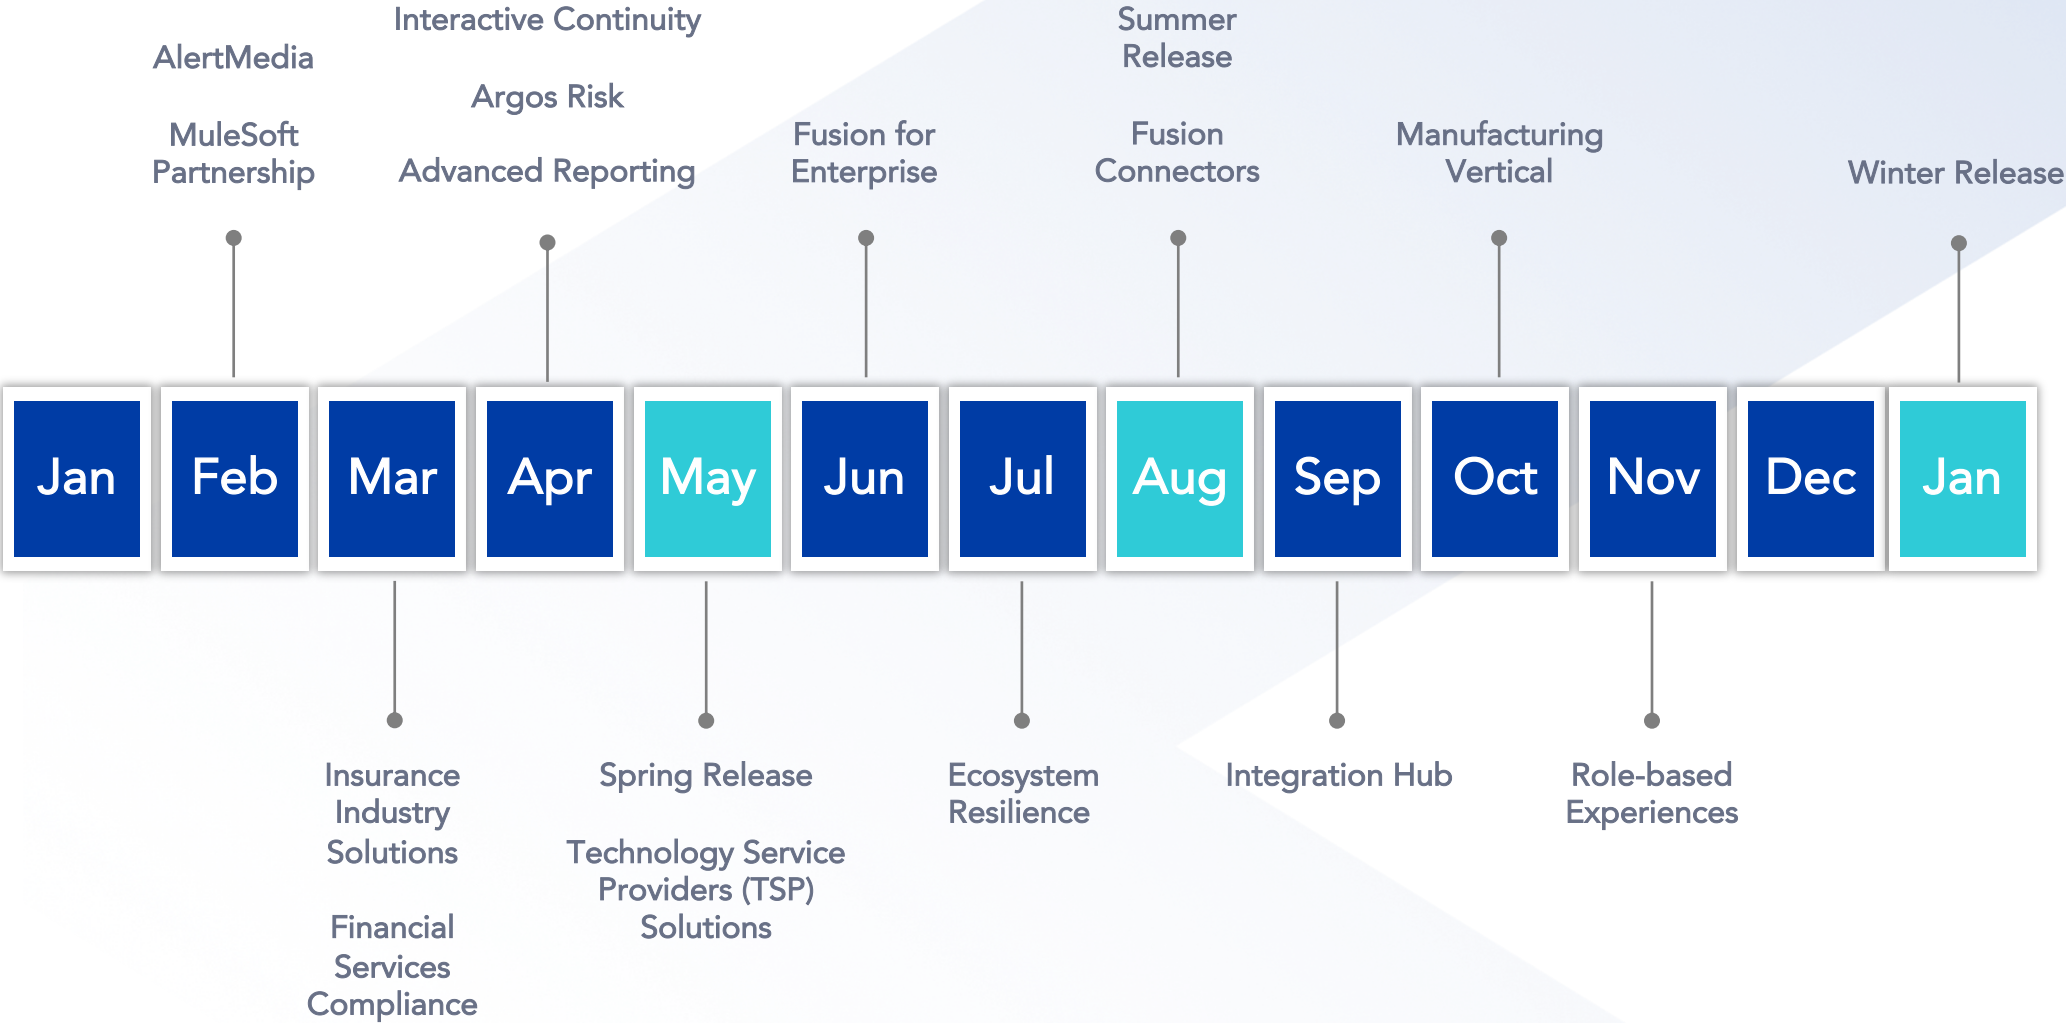 AlertMedia
MuleSoft
Partnership
Interactive Continuity
Argos Risk
Advanced Reporting
Fusion for
Enterprise
Summer
Release
Fusion
Connectors
Manufacturing
Vertical
Winter Release
Jan
Feb
Mar
Apr
May
Jun
Jul
Aug
Sep
Oct
Nov
Dec
Jan
Insurance
Industry
Solutions
Financial
Services
Compliance
Spring Release
Technology Service
Providers (TSP)
Solutions
Ecosystem
Resilience
Integration Hub
Role-based
Experiences